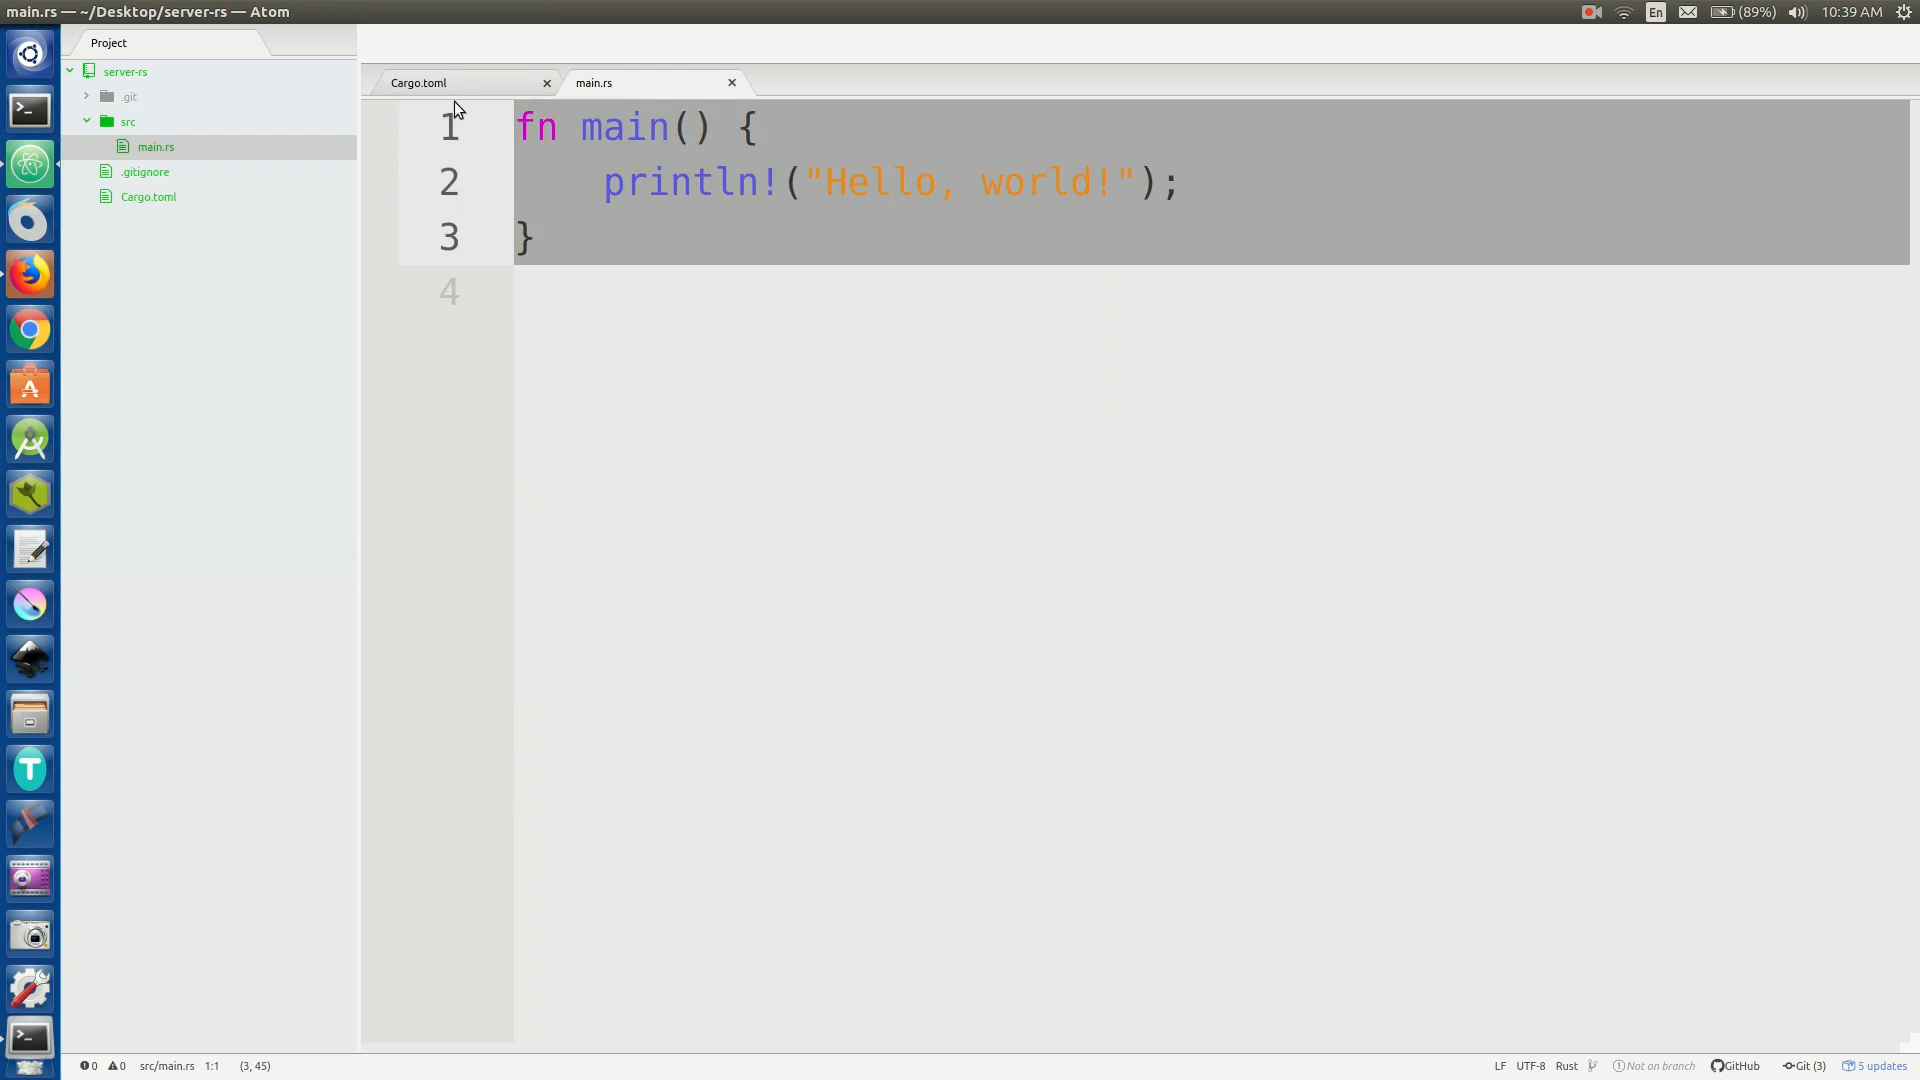 main.rs — ~/Desktop/server-rs — Atom
En
(89%)
10:39 AM
Project
server-rs
.git
src
main.rs
.gitignore
Cargo.toml
Cargo.toml
main.rs
1 fn main() {
2 println!("Hello, world!");
3 }
4
0 0 src/main.rs 1:1 (3, 45)
LF UTF-8 Rust Not on branch GitHub Git (3) 5 updates